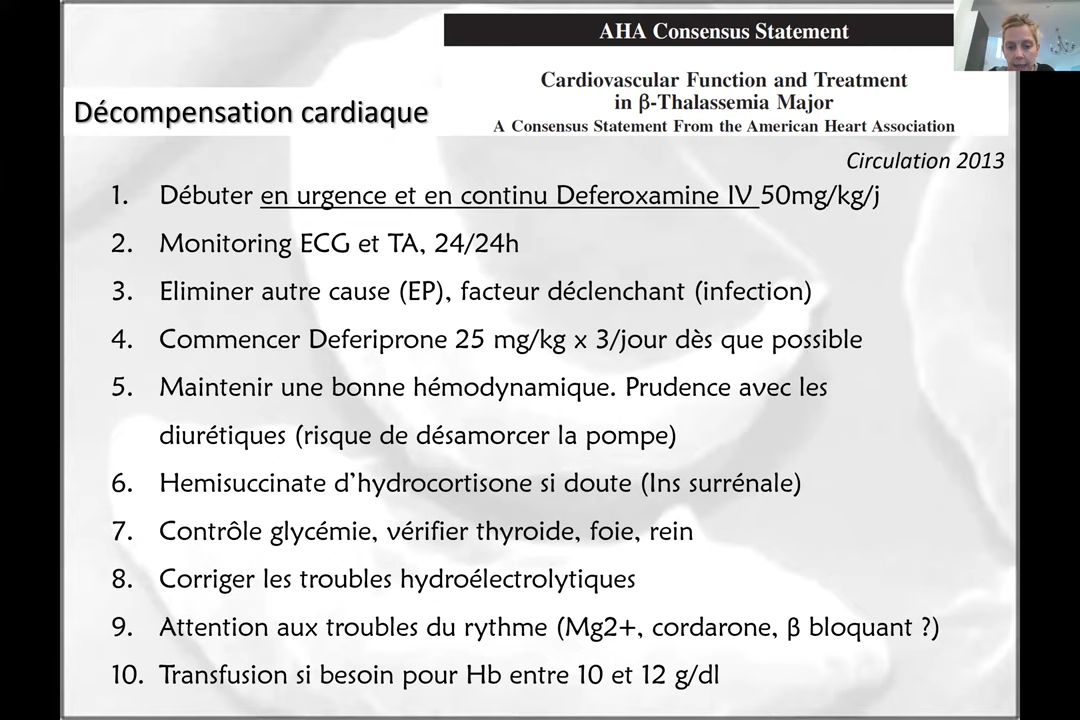 AHA Consensus Statement
Cardiovascular Function and Treatment
in β-Thalassemia Major
A Consensus Statement From the American Heart Association
Décompensation cardiaque
Circulation 2013
1. Débuter en urgence et en continu Deferoxamine IV 50mg/kg/j
2. Monitoring ECG et TA, 24/24h
3. Eliminer autre cause (EP), facteur déclenchant (infection)
4. Commencer Deferiprone 25 mg/kg x 3/jour dès que possible
5. Maintenir une bonne hémodynamique. Prudence avec les
diurétiques (risque de désamorcer la pompe)
6. Hemisuccinate d'hydrocortisone si doute (Ins surrénale)
7. Contrôle glycémie, vérifier thyroide, foie, rein
8. Corriger les troubles hydroélectrolytiques
9. Attention aux troubles du rythme (Mg2+, cordarone, β bloquant ?)
10. Transfusion si besoin pour Hb entre 10 et 12 g/dl